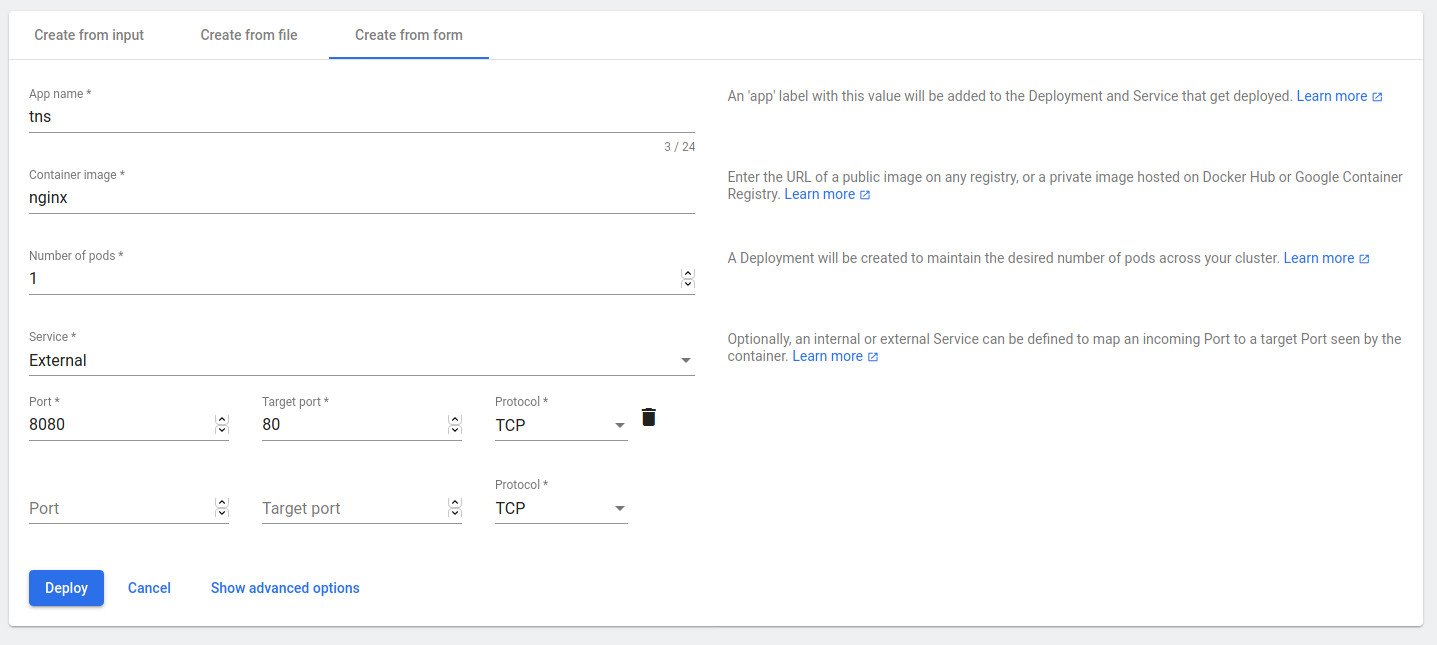 Create from input Create from file Create from form
App name *
An 'app' label with this value will be added to the Deployment and Service that get deployed. Learn more
tns
3 / 24
Container image *
Enter the URL of a public image on any registry, or a private image hosted on Docker Hub or Google Container
nginx
Registry. Learn more
Number of pods *
A Deployment will be created to maintain the desired number of pods across your cluster. Learn more
1
Service *
Optionally, an internal or external Service can be defined to map an incoming Port to a target Port seen by the
External
container. Learn more
Port * Target port * Protocol *
8080 80 TCP
Protocol *
Port Target port TCP
Deploy Cancel Show advanced options